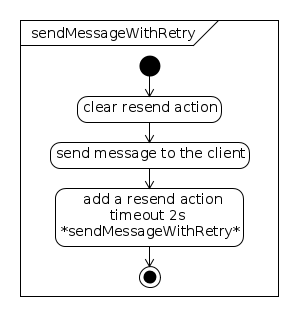 sendMessageWithRetry
clear resend action
send message to the client
add a resend action
timeout 2s
*sendMessageWithRetry*